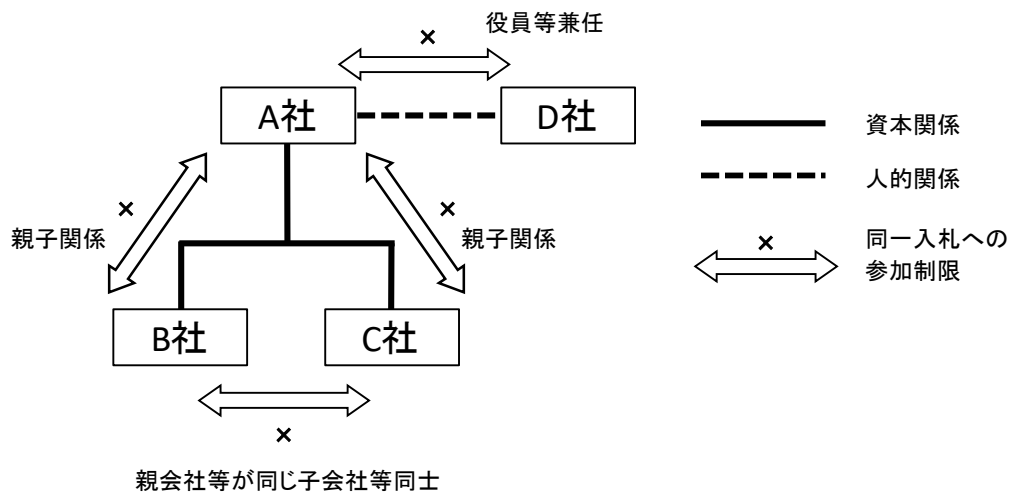 役員等兼任
×
A社
D社
資本関係
人的関係
×
親子関係
×
親子関係
×
同一入札への
参加制限
B社
C社
×
親会社等が同じ子会社等同士